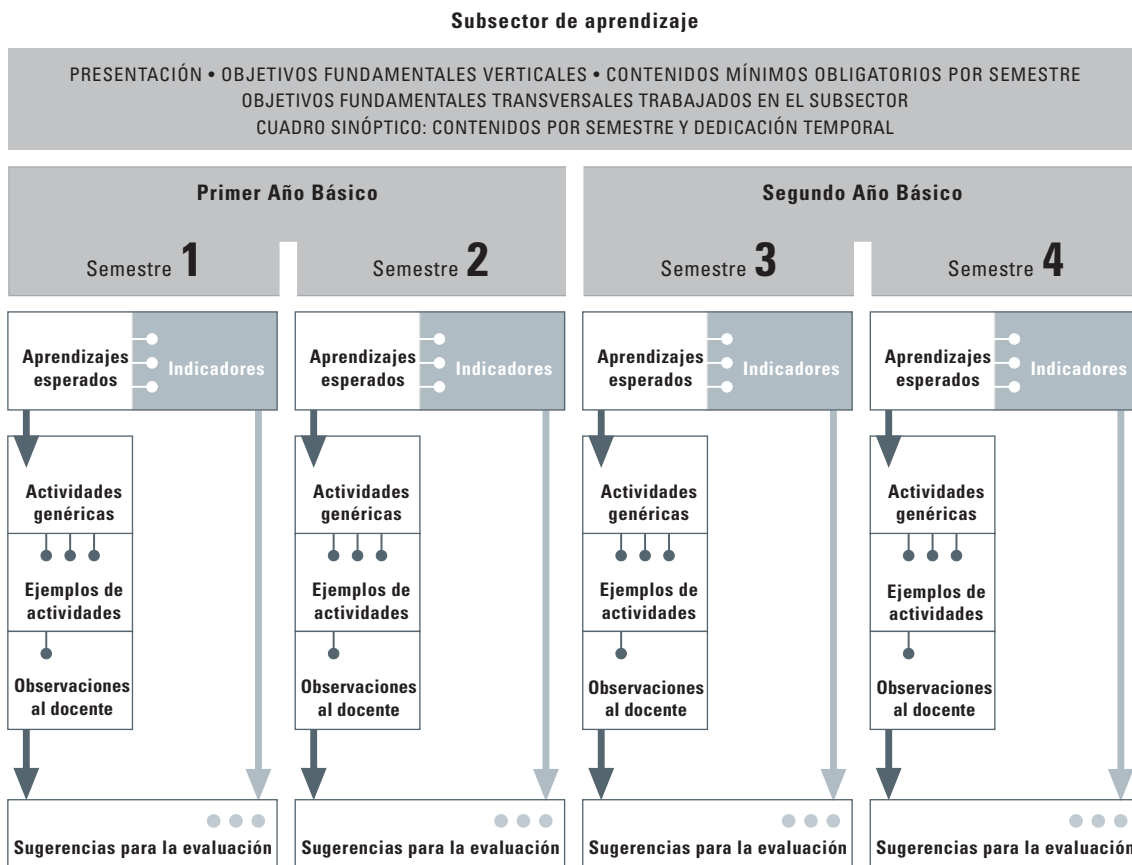 Subsector de aprendizaje
PRESENTACIÓN • OBJETIVOS FUNDAMENTALES VERTICALES • CONTENIDOS MÍNIMOS OBLIGATORIOS POR SEMESTRE
OBJETIVOS FUNDAMENTALES TRANSVERSALES TRABAJADOS EN EL SUBSECTOR
CUADRO SINÓPTICO: CONTENIDOS POR SEMESTRE Y DEDICACIÓN TEMPORAL
Primer Año Básico
Semestre 1
Semestre 2
Segundo Año Básico
Semestre 3
Semestre 4
Aprendizajes
esperados
Indicadores
Actividades
genéricas
Ejemplos de
actividades
Observaciones
al docente
Sugerencias para la evaluación
Aprendizajes
esperados
Indicadores
Actividades
genéricas
Ejemplos de
actividades
Observaciones
al docente
Sugerencias para la evaluación
Aprendizajes
esperados
Indicadores
Actividades
genéricas
Ejemplos de
actividades
Observaciones
al docente
Sugerencias para la evaluación
Aprendizajes
esperados
Indicadores
Actividades
genéricas
Ejemplos de
actividades
Observaciones
al docente
Sugerencias para la evaluación